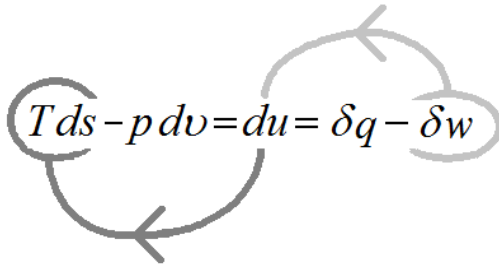 Tds - p dυ = du = δq - δw